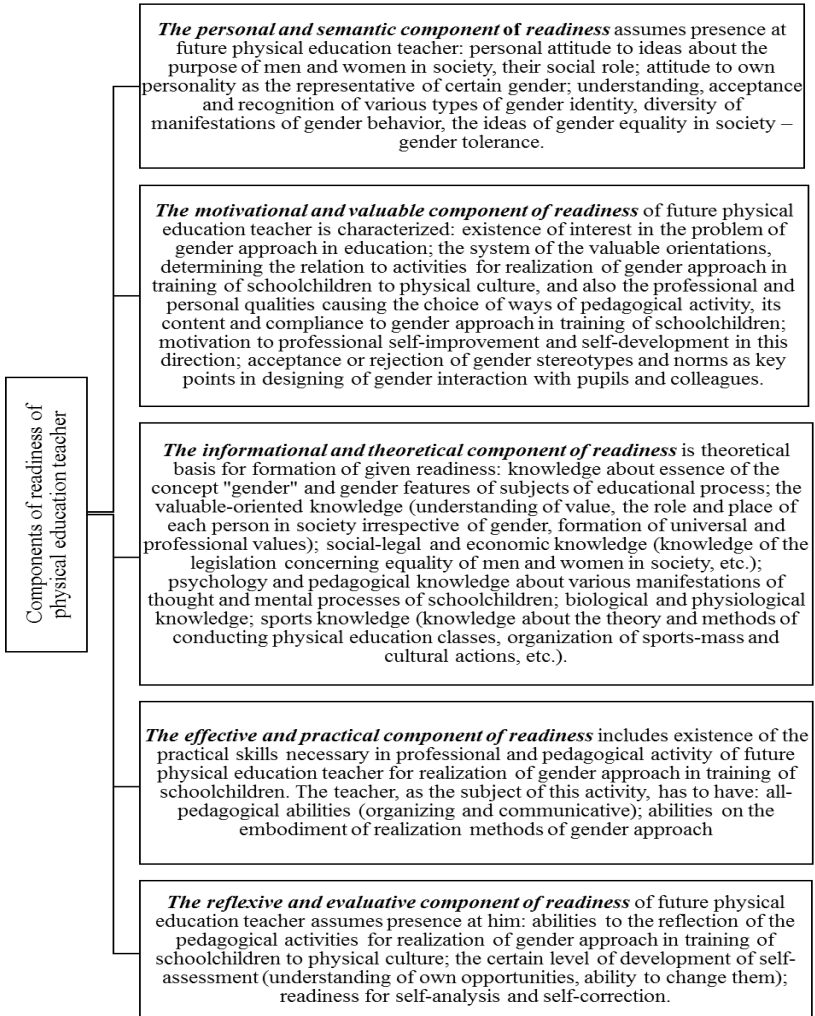 Components of readiness of
physical education teacher
The personal and semantic component of readiness assumes presence at
future physical education teacher: personal attitude to ideas about the
purpose of men and women in society, their social role; attitude to own
personality as the representative of certain gender; understanding, acceptance
and recognition of various types of gender identity, diversity of
manifestations of gender behavior, the ideas of gender equality in society –
gender tolerance.
The motivational and valuable component of readiness of future physical
education teacher is characterized: existence of interest in the problem of
gender approach in education; the system of the valuable orientations,
determining the relation to activities for realization of gender approach in
training of schoolchildren to physical culture, and also the professional and
personal qualities causing the choice of ways of pedagogical activity, its
content and compliance to gender approach in training of schoolchildren;
motivation to professional self-improvement and self-development in this
direction; acceptance or rejection of gender stereotypes and norms as key
points in designing of gender interaction with pupils and colleagues.
The informational and theoretical component of readiness is theoretical
basis for formation of given readiness: knowledge about essence of the
concept "gender" and gender features of subjects of educational process; the
valuable-oriented knowledge (understanding of value, the role and place of
each person in society irrespective of gender, formation of universal and
professional values); social-legal and economic knowledge (knowledge of the
legislation concerning equality of men and women in society, etc.);
psychology and pedagogical knowledge about various manifestations of
thought and mental processes of schoolchildren; biological and physiological
knowledge; sports knowledge (knowledge about the theory and methods of
conducting physical education classes, organization of sports-mass and
cultural actions, etc.).
The effective and practical component of readiness includes existence of the
practical skills necessary in professional and pedagogical activity of future
physical education teacher for realization of gender approach in training of
schoolchildren. The teacher, as the subject of this activity, has to have: all-
pedagogical abilities (organizing and communicative); abilities on the
embodiment of realization methods of gender approach
The reflexive and evaluative component of readiness of future physical
education teacher assumes presence at him: abilities to the reflection of the
pedagogical activities for realization of gender approach in training of
schoolchildren to physical culture; the certain level of development of self-
assessment (understanding of own opportunities, ability to change them);
readiness for self-analysis and self-correction.